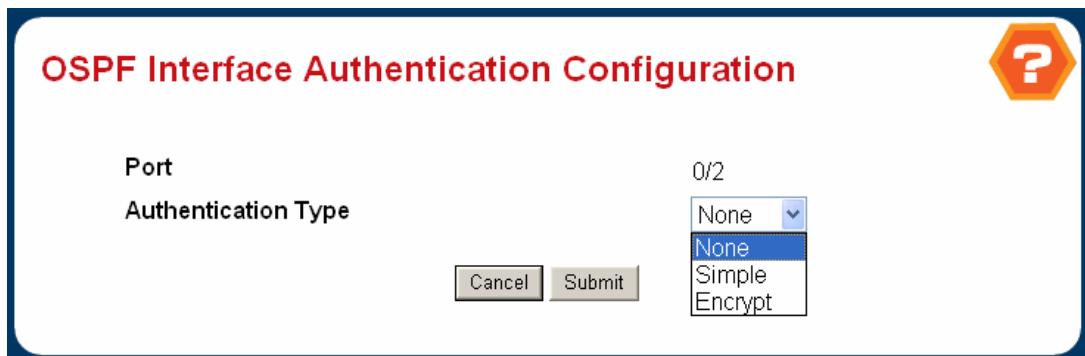 OSPF Interface Authentication Configuration
?
Port 0/2
Authentication Type None
None
Simple
Encrypt
Cancel Submit